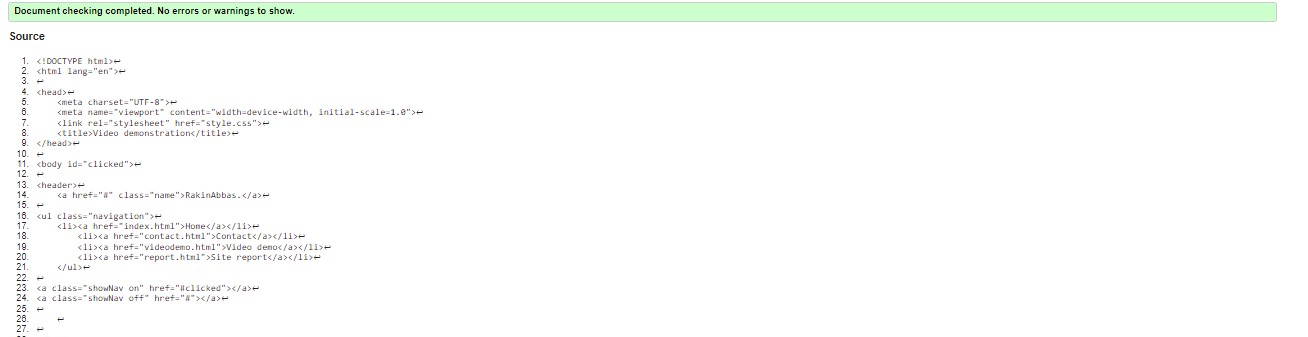 Document checking completed. No errors or warnings to show.
Source
1. <!DOCTYPE html>↩
2. <html lang="en">↩
3. ↩
4. <head>↩
5.     <meta charset="UTF-8">↩
6.     <meta name="viewport" content="width=device-width, initial-scale=1.0">↩
7.     <link rel="stylesheet" href="style.css">↩
8.     <title>Video demonstration</title>↩
9. </head>↩
10. ↩
11. <body id="clicked">↩
12. ↩
13. <header>↩
14.     <a href="#" class="name">RakinAbbas.</a>↩
15. ↩
16. <ul class="navigation">↩
17.     <li><a href="index.html">Home</a></li>↩
18.         <li><a href="contact.html">Contact</a></li>↩
19.         <li><a href="videodemo.html">Video demo</a></li>↩
20.         <li><a href="report.html">Site report</a></li>↩
21.     </ul>↩
22. ↩
23. <a class="showNav on" href="#clicked"></a>↩
24. <a class="showNav off" href="#"></a>↩
25. ↩
26.     ↩
27. ↩